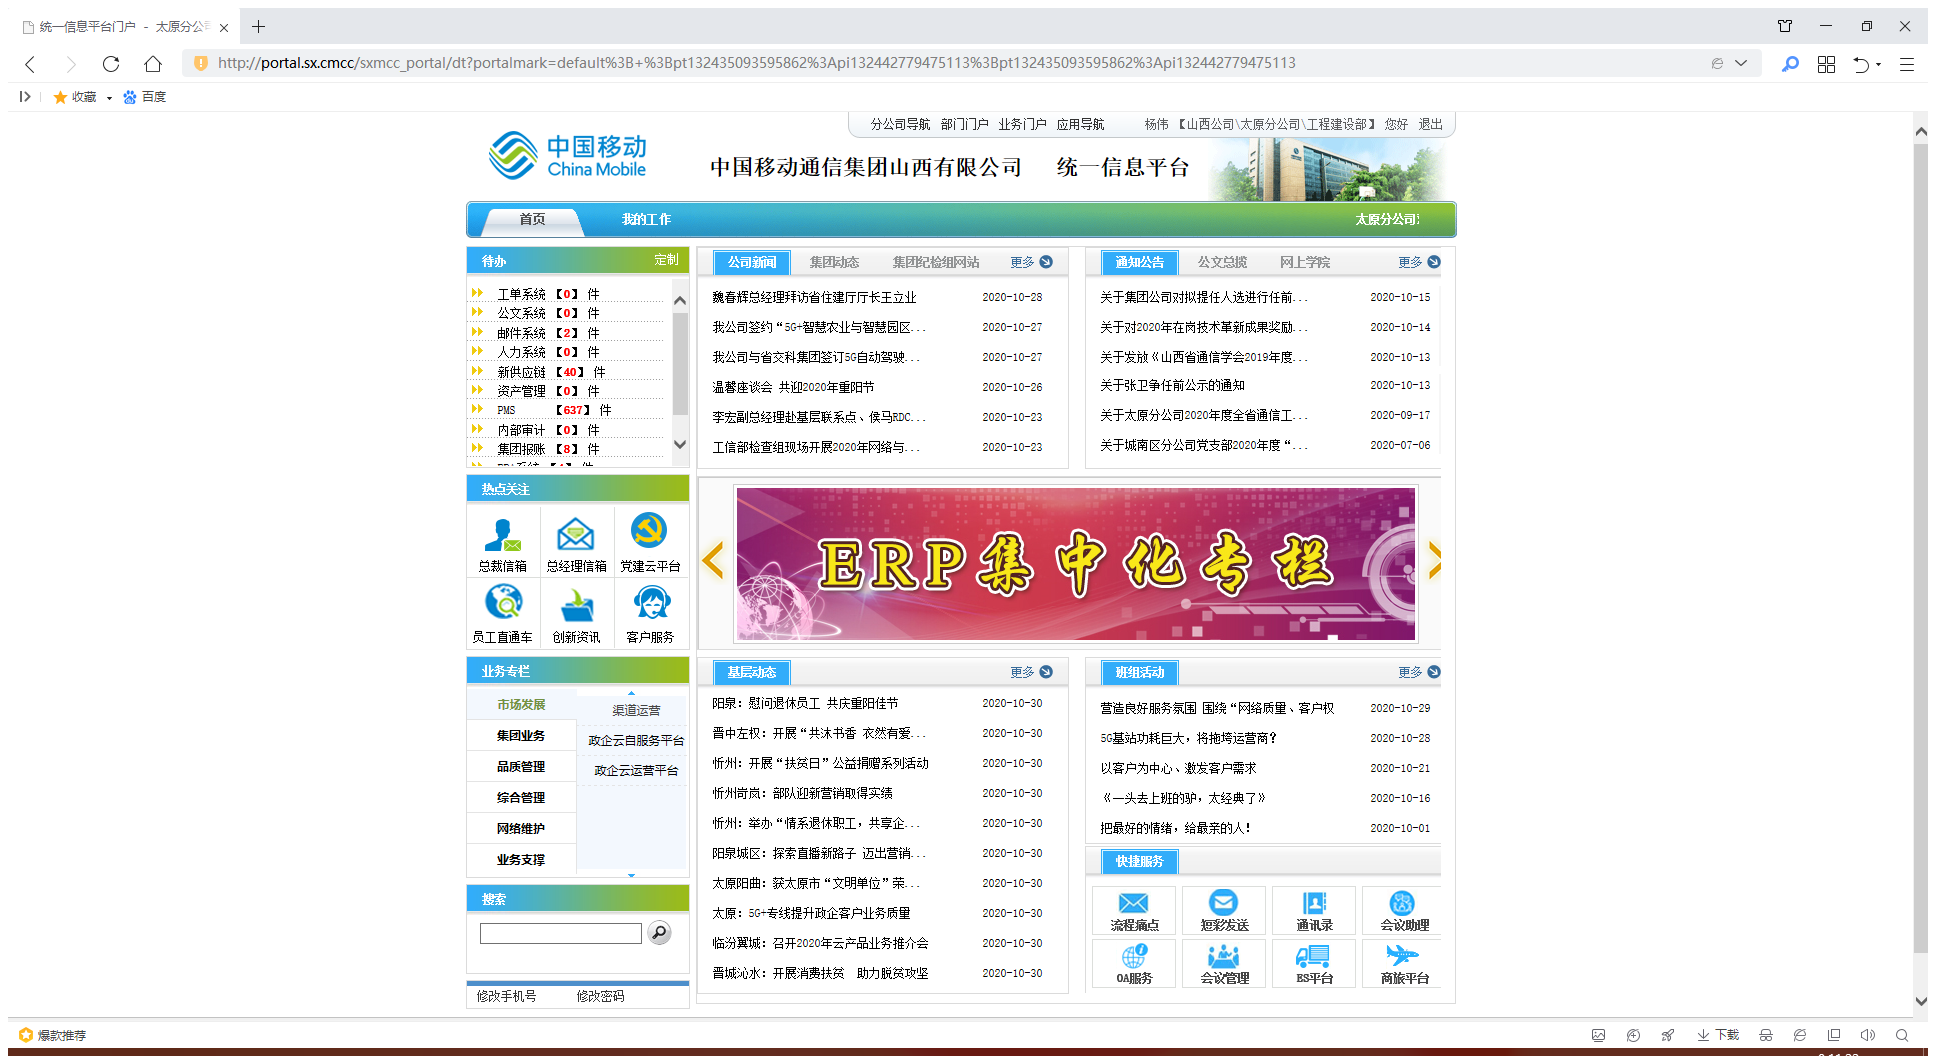 统一信息平台门户 - 太原分公
http://portal.sx.cmcc/sxmcc_portal/dt?portalmark=default%3B+%3Bpt132435093595862%3Api132442779475113%3Bpt132435093595862%3Api132442779475113
收藏 百度
分公司导航 部门门户 业务门户 应用导航 杨伟 【山西公司\太原分公司\工程建设部】 您好 退出
中国移动
China Mobile
中国移动通信集团山西有限公司 统一信息平台
首页 我的工作 太原分公司
待办 定制
工单系统 【0】 件
公文系统 【0】 件
邮件系统 【2】 件
人力系统 【0】 件
新供应链 【40】 件
资产管理 【0】 件
PMS 【637】 件
内部审计 【0】 件
集团报账 【8】 件
公司新闻 集团动态 集团纪检组网站 更多
魏春辉总经理拜访省住建厅厅长王立业 2020-10-28
我公司签约“5G+智慧农业与智慧园区... 2020-10-27
我公司与省交科集团签订5G自动驾驶... 2020-10-27
温馨座谈会 共迎2020年重阳节 2020-10-26
李宏副总经理赴基层联系点、侯马RDC... 2020-10-23
工信部检查组现场开展2020年网络与... 2020-10-23
通知公告 公文总揽 网上学院 更多
关于集团公司对拟提任人选进行任前... 2020-10-15
关于对2020年在岗技术革新成果奖励... 2020-10-14
关于发放《山西省通信学会2019年度... 2020-10-13
关于张卫争任前公示的通知 2020-10-13
关于太原分公司2020年度全省通信工... 2020-09-17
关于城南区分公司党支部2020年度“... 2020-07-06
热点关注
总裁信箱 总经理信箱 党建云平台
员工直通车 创新资讯 客户服务
ERP集中化专栏
业务专栏
市场发展
集团业务
品质管理
综合管理
网络维护
业务支撑
渠道运营
政企云自服务平台
政企云运营平台
搜索
修改手机号 修改密码
基层动态 更多
阳泉：慰问退休员工 共庆重阳佳节 2020-10-30
晋中左权：开展“共沐书香 衣然有爱... 2020-10-30
忻州：开展“扶贫日”公益捐赠系列活动 2020-10-30
忻州岢岚：部队迎新营销取得实绩 2020-10-30
忻州：举办“情系退休职工，共享企... 2020-10-30
阳泉城区：探索直播新路子 迈出营销... 2020-10-30
太原阳曲：获太原市“文明单位”荣... 2020-10-30
太原：5G+专线提升政企客户业务质量 2020-10-30
临汾翼城：召开2020年云产品业务推介会 2020-10-30
晋城沁水：开展消费扶贫 助力脱贫攻坚 2020-10-30
班组活动 更多
营造良好服务氛围 围绕“网络质量、客户权 2020-10-29
5G基站功耗巨大，将拖垮运营商？ 2020-10-28
以客户为中心、激发客户需求 2020-10-21
《一头去上班的驴，太经典了》 2020-10-16
把最好的情绪，给最亲的人！ 2020-10-01
快捷服务
流程痛点 短彩发送 通讯录 会议助理
OA服务 会议管理 ES平台 商旅平台
爆款推荐 下载